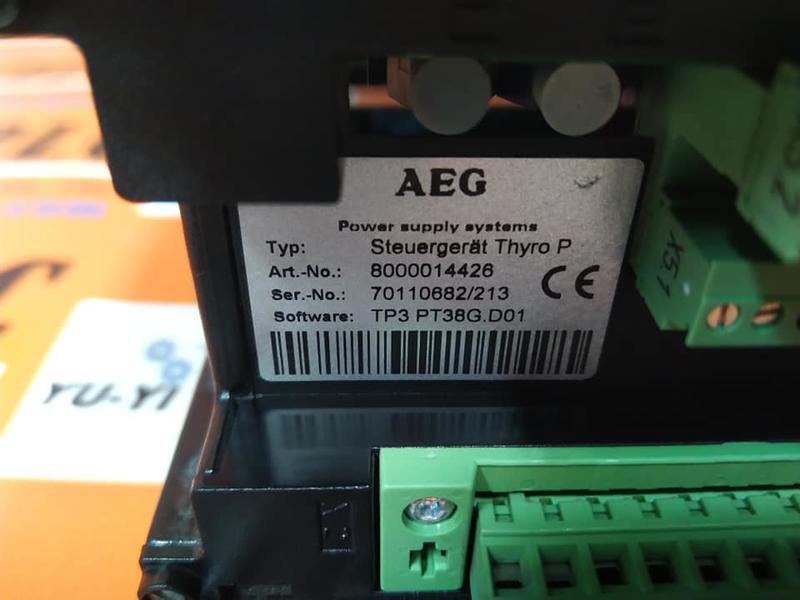 AEG
Power supply systems
Typ: Steuergerät Thyro P
Art.-No.: 8000014426
Ser.-No.: 70110682/213
Software: TP3 PT38G.D01
CE
X5.1
YU-YI